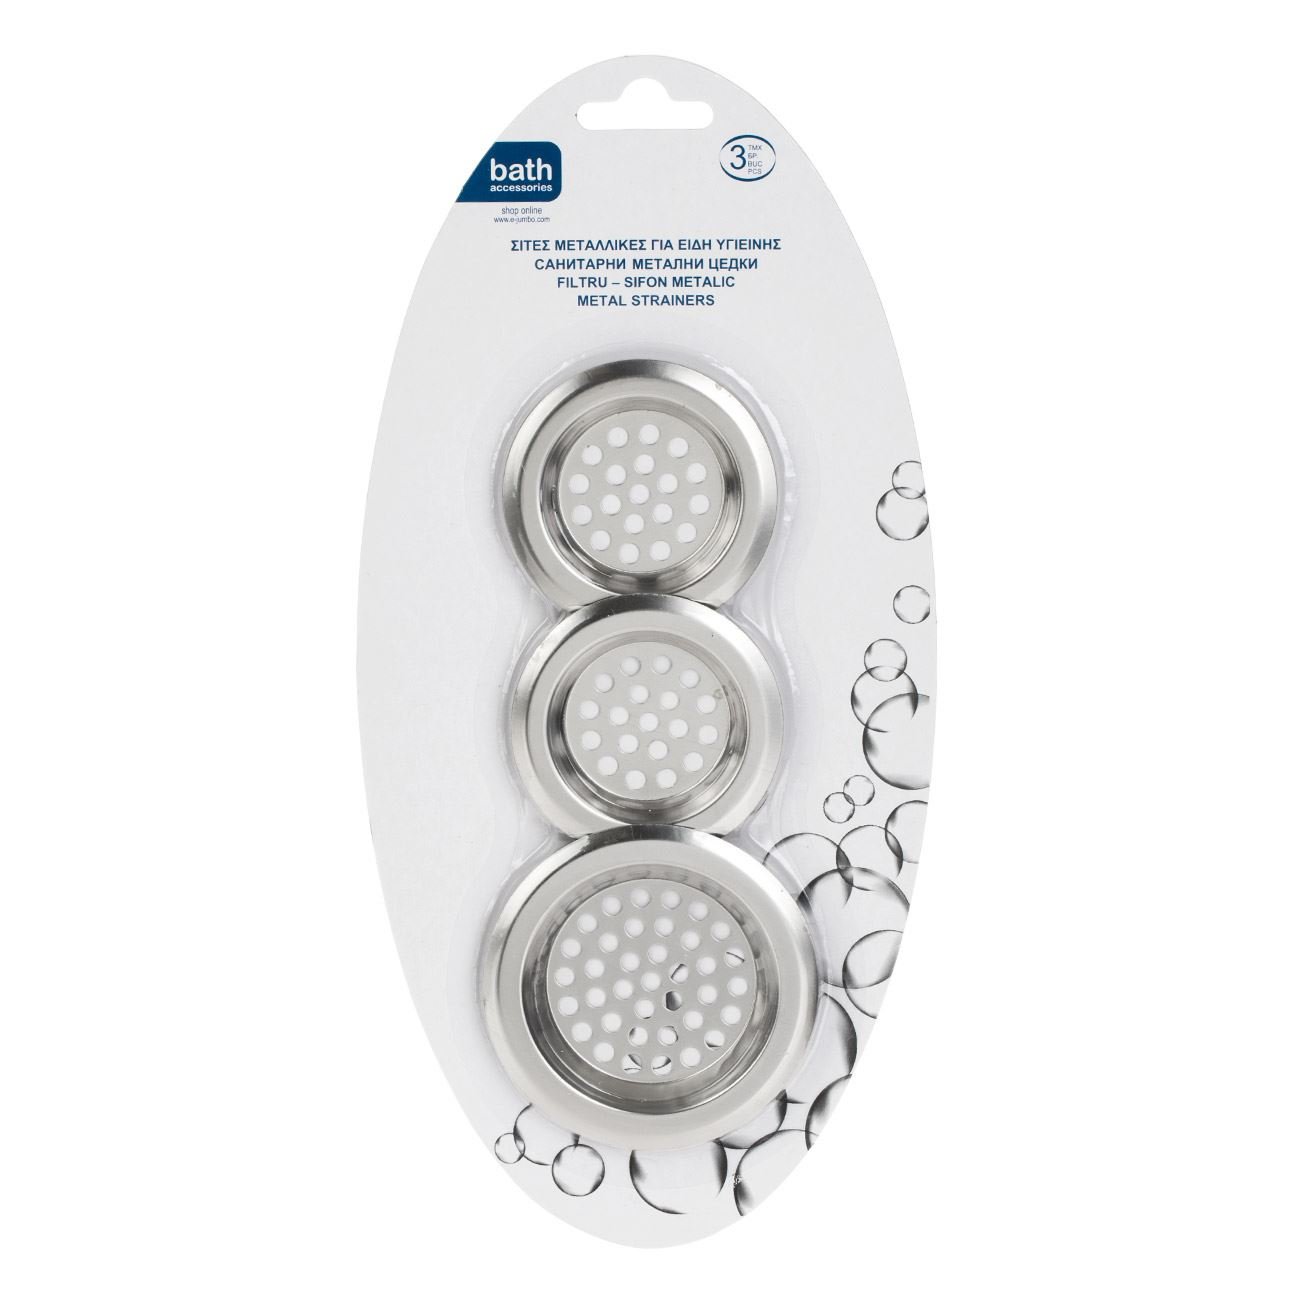 bath
accessories
shop online
www.e-jumbo.com
3
ΤΜΧ
БР.
BUC
PCS
ΣΙΤΕΣ ΜΕΤΑΛΛΙΚΕΣ ΓΙΑ ΕΙΔΗ ΥΓΙΕΙΝΗΣ
САНИТАРНИ МЕТАЛНИ ЦЕДКИ
FILTRU – SIFON METALIC
METAL STRAINERS